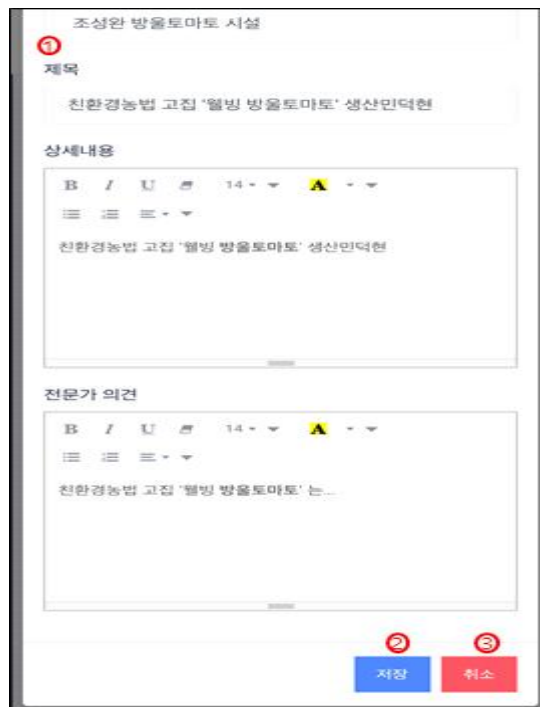 조성완 방울토마토 시설
①
제목
친환경농법 고집 '웰빙 방울토마토' 생산민덕현
상세내용
B I U 14
A
친환경농법 고집 '웰빙 방울토마토' 생산민덕현
전문가 의견
B I U 14
A
친환경농법 고집 '웰빙 방울토마토' 는...
② ③
저장 취소